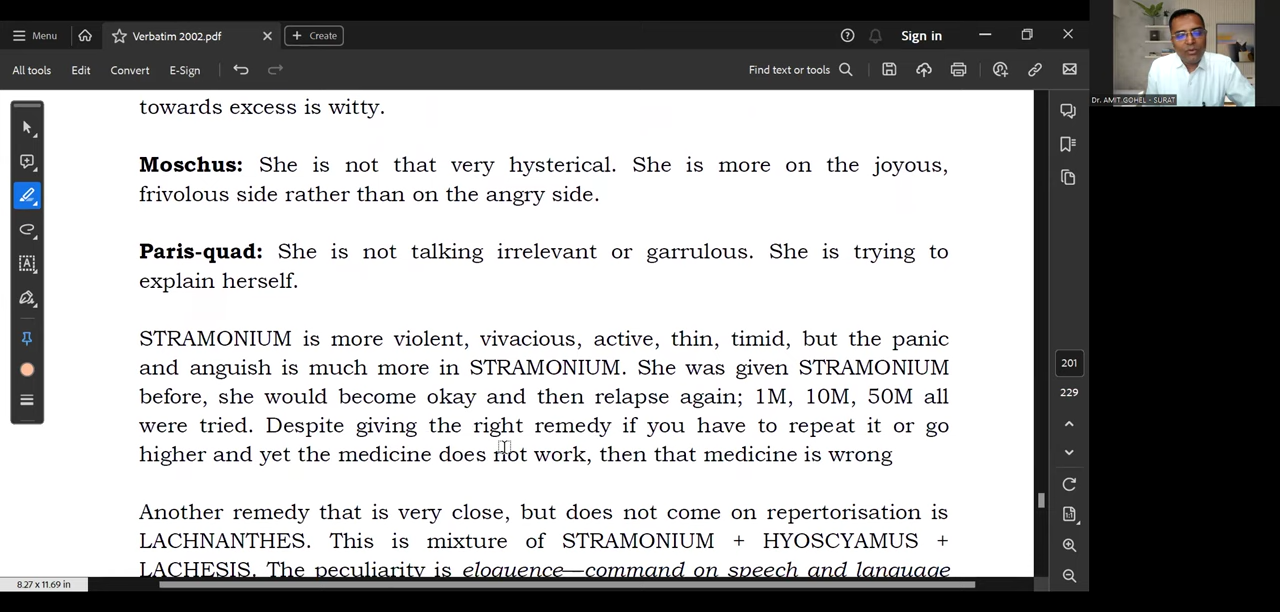 Menu
Verbatim 2002.pdf
Create
Sign in
All tools
Edit
Convert
E-Sign
Find text or tools
Dr. AMIT GOHEL - SURAT
towards excess is witty.
Moschus: She is not that very hysterical. She is more on the joyous,
frivolous side rather than on the angry side.
Paris-quad: She is not talking irrelevant or garrulous. She is trying to
explain herself.
STRAMONIUM is more violent, vivacious, active, thin, timid, but the panic
and anguish is much more in STRAMONIUM. She was given STRAMONIUM
before, she would become okay and then relapse again; 1M, 10M, 50M all
were tried. Despite giving the right remedy if you have to repeat it or go
higher and yet the medicine does not work, then that medicine is wrong
Another remedy that is very close, but does not come on repertorisation is
LACHNANTHES. This is mixture of STRAMONIUM + HYOSCYAMUS +
LACHESIS. The peculiarity is eloquence—command on speech and language
201
229
8.27 x 11.69 in